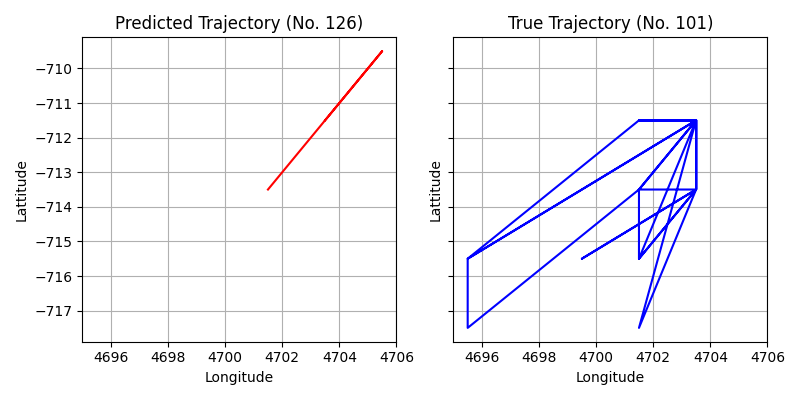 Predicted Trajectory (No. 126)
−710
−711
−712
−713
−714
−715
−716
−717
Lattitude
4696 4698 4700 4702 4704 4706
Longitude
True Trajectory (No. 101)
Lattitude
4696 4698 4700 4702 4704 4706
Longitude